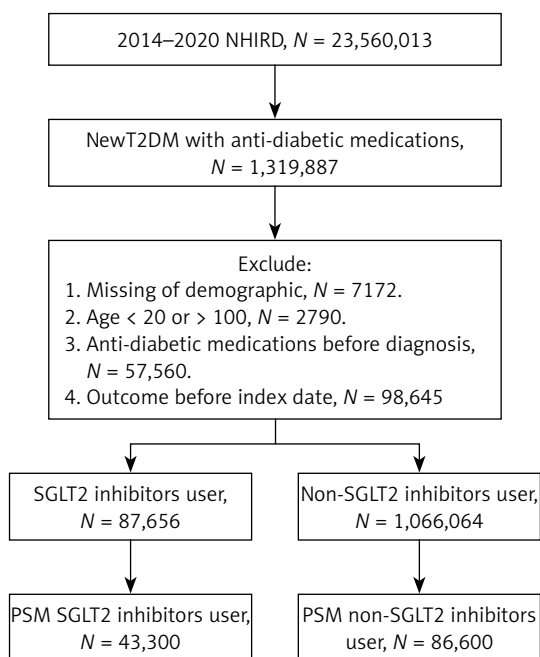 2014–2020 NHIRD, N = 23,560,013
NewT2DM with anti-diabetic medications,
N = 1,319,887
Exclude:
1. Missing of demographic, N = 7172.
2. Age < 20 or > 100, N = 2790.
3. Anti-diabetic medications before diagnosis,
N = 57,560.
4. Outcome before index date, N = 98,645
SGLT2 inhibitors user,
N = 87,656
Non-SGLT2 inhibitors user,
N = 1,066,064
PSM SGLT2 inhibitors user,
N = 43,300
PSM non-SGLT2 inhibitors
user, N = 86,600